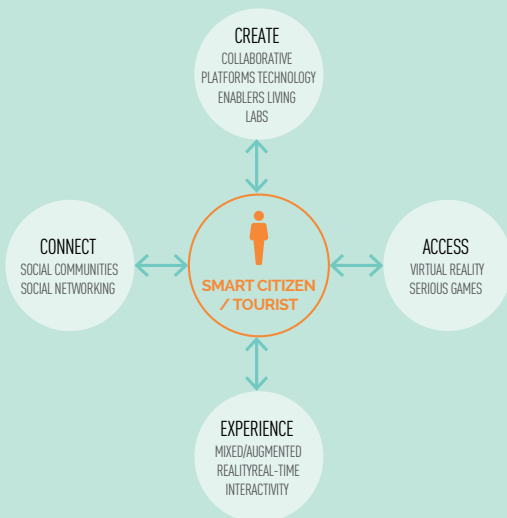 CREATE
COLLABORATIVE
PLATFORMS TECHNOLOGY
ENABLERS LIVING
LABS
CONNECT
SOCIAL COMMUNITIES
SOCIAL NETWORKING
SMART CITIZEN
/ TOURIST
ACCESS
VIRTUAL REALITY
SERIOUS GAMES
EXPERIENCE
MIXED/AUGMENTED
REALITYREAL-TIME
INTERACTIVITY